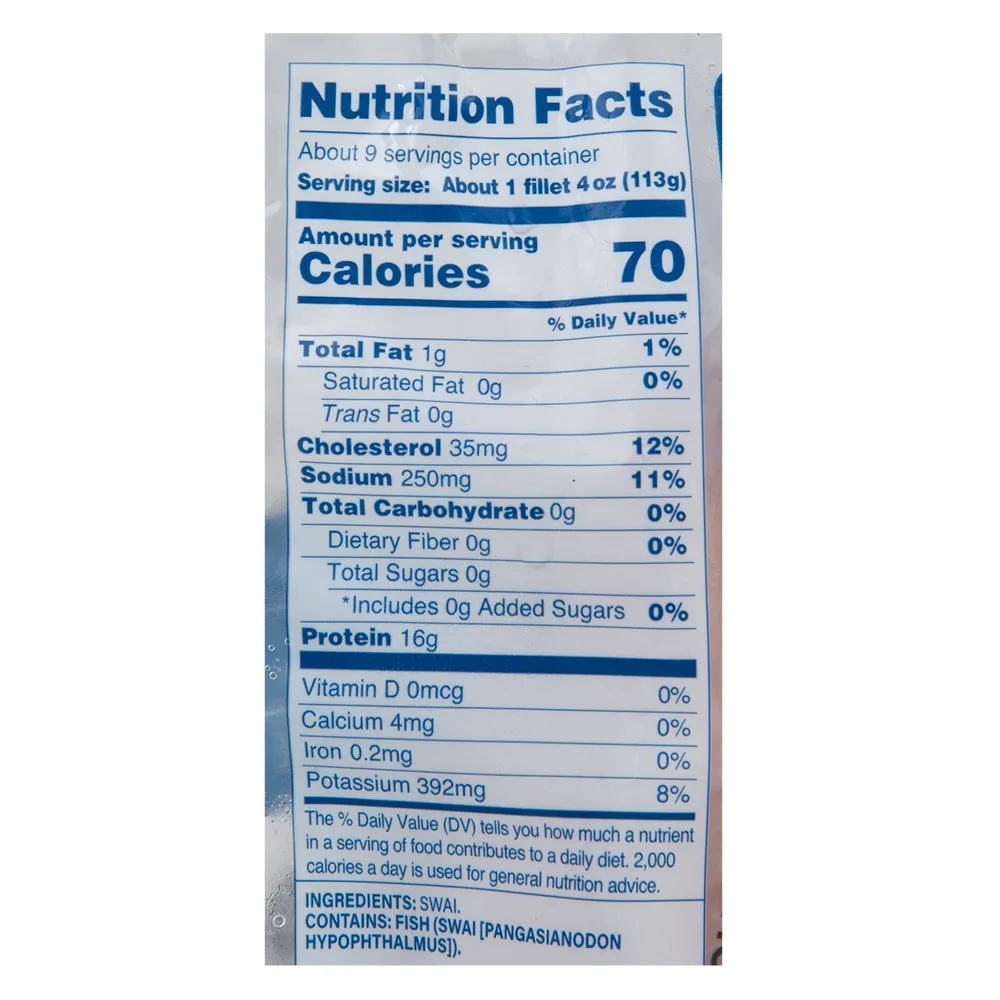 Nutrition Facts
About 9 servings per container
Serving size: About 1 fillet 4 oz (113g)
Amount per serving
Calories 70
% Daily Value*
Total Fat 1g 1%
Saturated Fat 0g 0%
Trans Fat 0g
Cholesterol 35mg 12%
Sodium 250mg 11%
Total Carbohydrate 0g 0%
Dietary Fiber 0g 0%
Total Sugars 0g
*Includes 0g Added Sugars 0%
Protein 16g
Vitamin D 0mcg 0%
Calcium 4mg 0%
Iron 0.2mg 0%
Potassium 392mg 8%
The % Daily Value (DV) tells you how much a nutrient
in a serving of food contributes to a daily diet. 2,000
calories a day is used for general nutrition advice.
INGREDIENTS: SWAI.
CONTAINS: FISH (SWAI [PANGASIANODON
HYPOPHTHALMUS]).